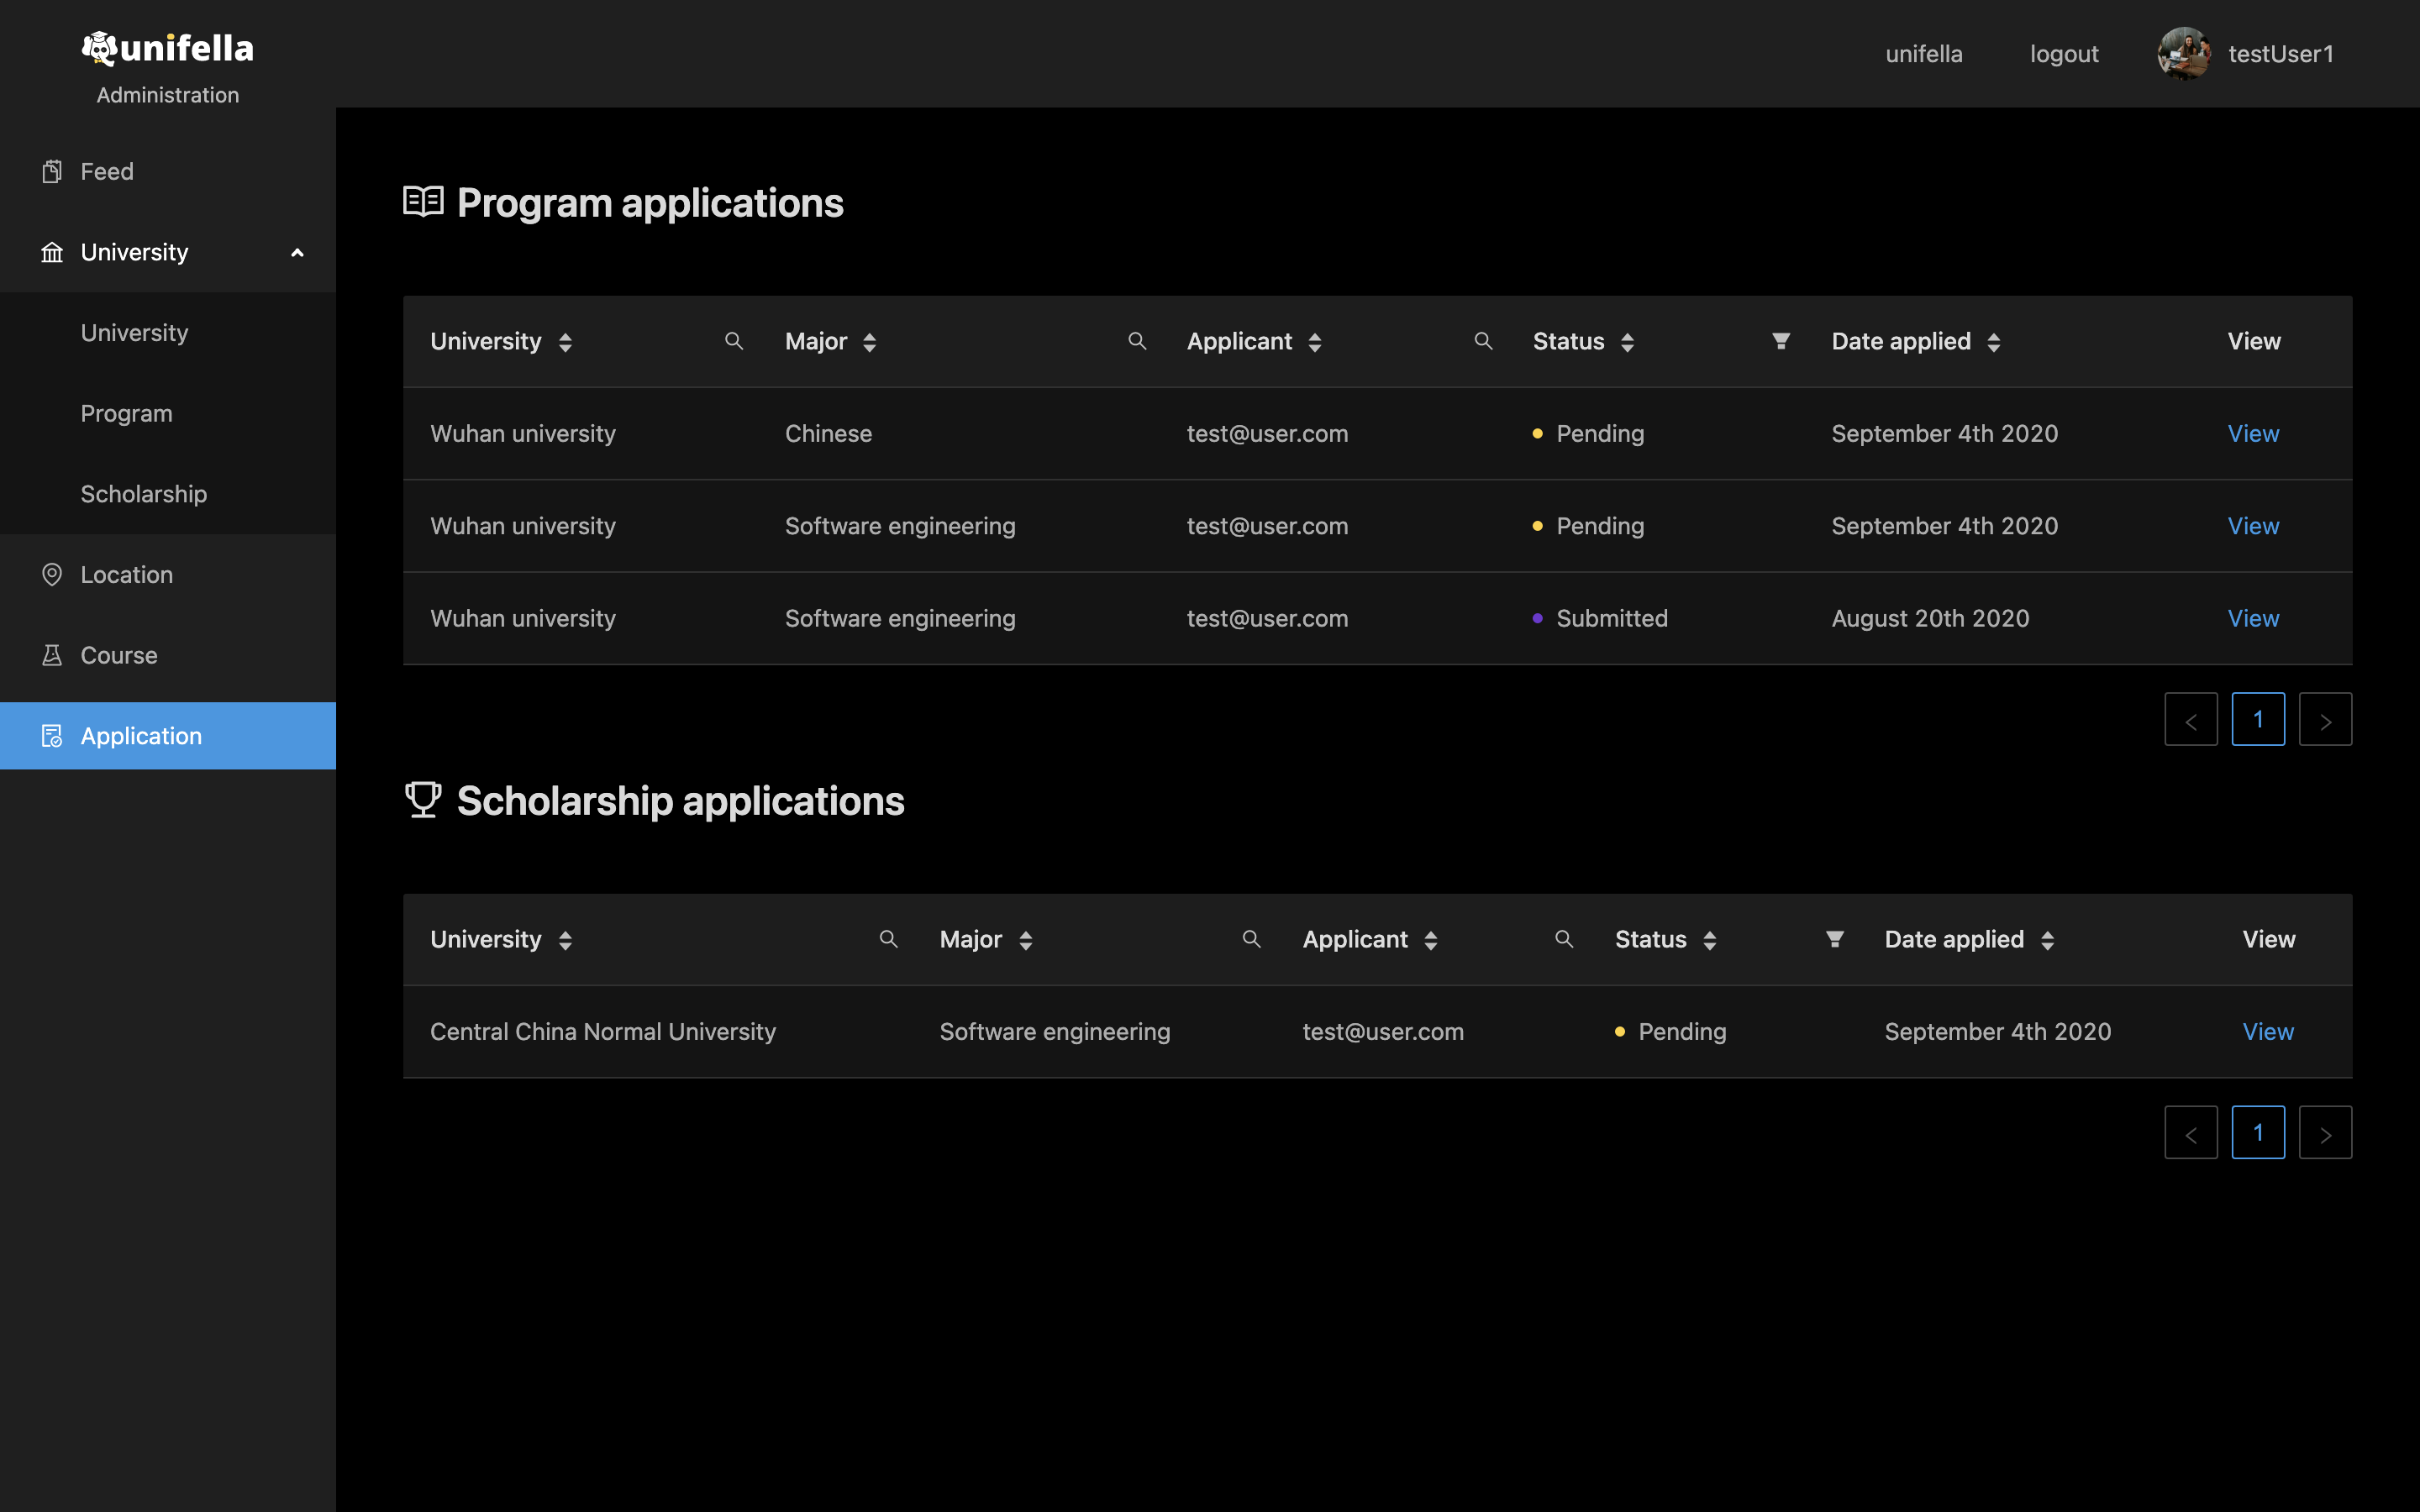 unifella
Administration
unifella logout testUser1
Feed
University
University
Program
Scholarship
Location
Course
Application
Program applications
University Major Applicant Status Date applied View
Wuhan university Chinese test@user.com Pending September 4th 2020 View
Wuhan university Software engineering test@user.com Pending September 4th 2020 View
Wuhan university Software engineering test@user.com Submitted August 20th 2020 View
< 1 >
Scholarship applications
University Major Applicant Status Date applied View
Central China Normal University Software engineering test@user.com Pending September 4th 2020 View
< 1 >